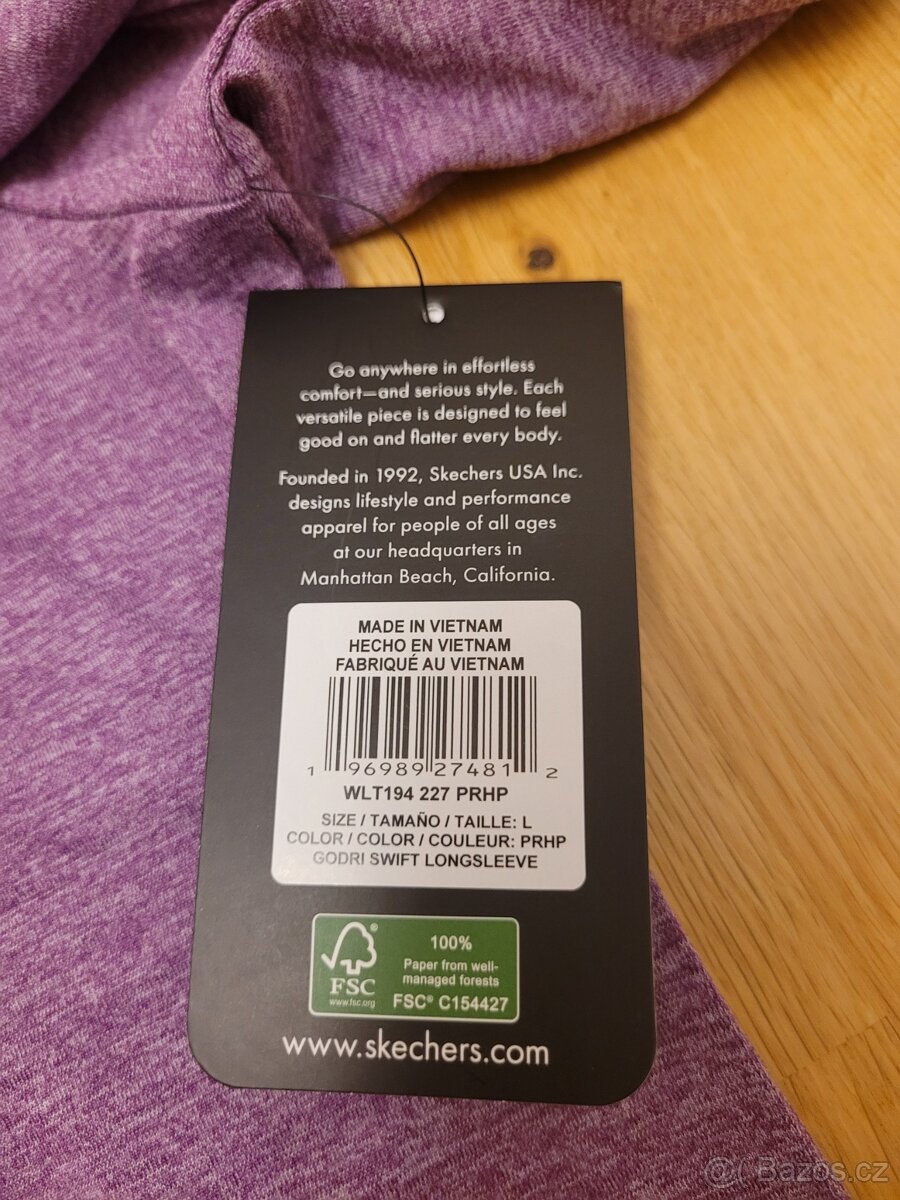 Go anywhere in effortless
comfort—and serious style. Each
versatile piece is designed to feel
good on and flatter every body.
Founded in 1992, Skechers USA Inc.
designs lifestyle and performance
apparel for people of all ages
at our headquarters in
Manhattan Beach, California.
MADE IN VIETNAM
HECHO EN VIETNAM
FABRIQUÉ AU VIETNAM
1 96989 27481 2
WLT194 227 PRHP
SIZE / TAMAÑO / TAILLE: L
COLOR / COLOR / COULEUR: PRHP
GODRI SWIFT LONGSLEEVE
FSC®
www.fsc.org
100%
Paper from well-
managed forests
FSC® C154427
www.skechers.com
Bazos.cz